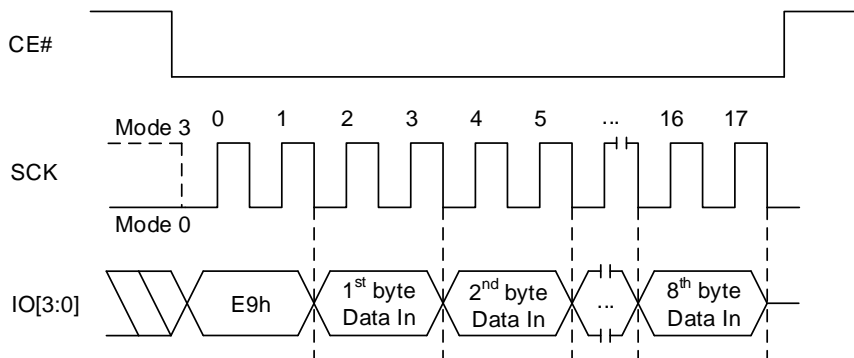 CE#
0 1 2 3 4 5 ... 16 17
Mode 3
SCK
Mode 0
IO[3:0]
E9h
1st byte
Data In
2nd byte
Data In
...
8th byte
Data In